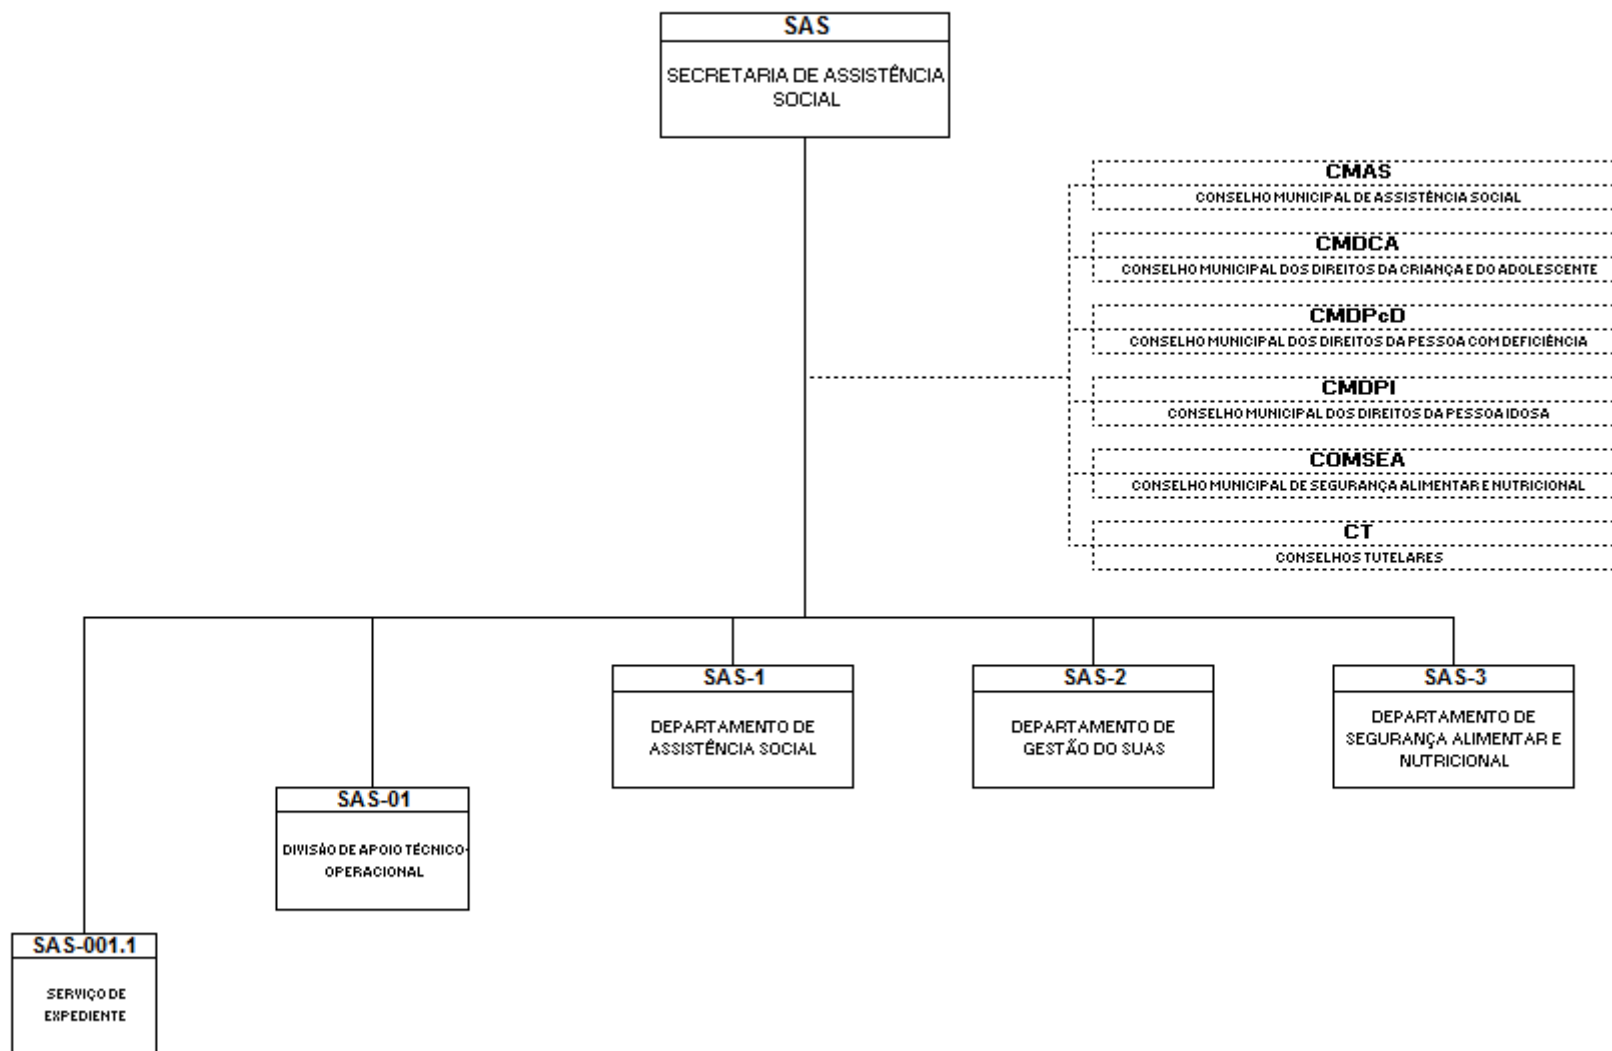 SAS
SECRETARIA DE ASSISTÊNCIA
SOCIAL
CMAS
CONSELHO MUNICIPAL DE ASSISTÊNCIA SOCIAL
CMDCA
CONSELHO MUNICIPAL DOS DIREITOS DA CRIANÇA E DO ADOLESCENTE
CMDPcD
CONSELHO MUNICIPAL DOS DIREITOS DA PESSOA COM DEFICIÊNCIA
CMDPI
CONSELHO MUNICIPAL DOS DIREITOS DA PESSOA IDOSA
COMSEA
CONSELHO MUNICIPAL DE SEGURANÇA ALIMENTAR E NUTRICIONAL
CT
CONSELHOS TUTELARES
SAS-1
DEPARTAMENTO DE
ASSISTÊNCIA SOCIAL
SAS-2
DEPARTAMENTO DE
GESTÃO DO SUAS
SAS-3
DEPARTAMENTO DE
SEGURANÇA ALIMENTAR E
NUTRICIONAL
SAS-01
DIVISÃO DE APOIO TÉCNICO-
OPERACIONAL
SAS-001.1
SERVIÇO DE
EXPEDIENTE